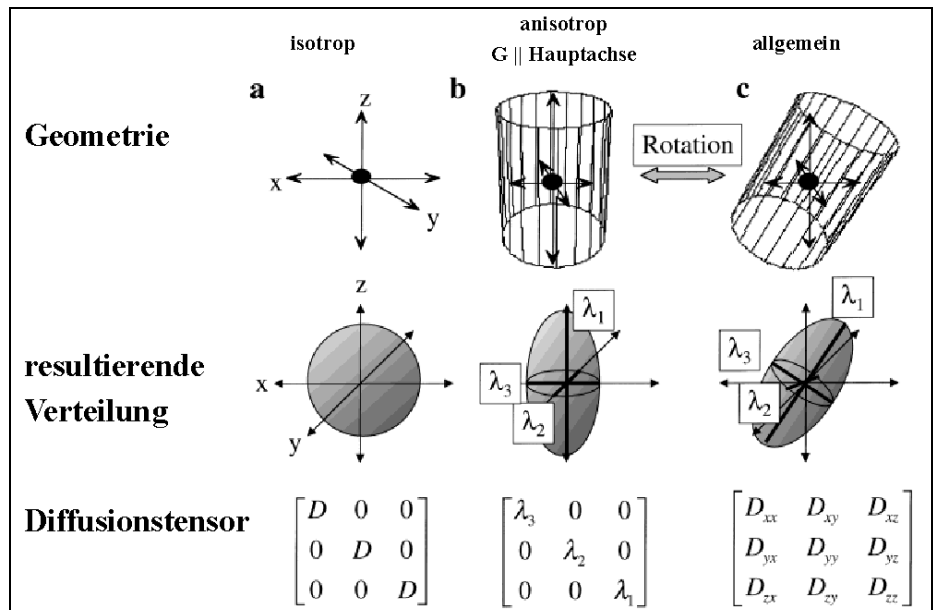 isotrop
anisotrop
G || Hauptachse
allgemein
a
b
c
Geometrie
z
x
y
Rotation
resultierende
Verteilung
z
x
y
λ1
λ3
λ2
λ1
λ3
λ2
Diffusionstensor
D 0 0
0 D 0
0 0 D
λ3 0 0
0 λ2 0
0 0 λ1
Dxx Dxy Dxz
Dyx Dyy Dyz
Dzx Dzy Dzz